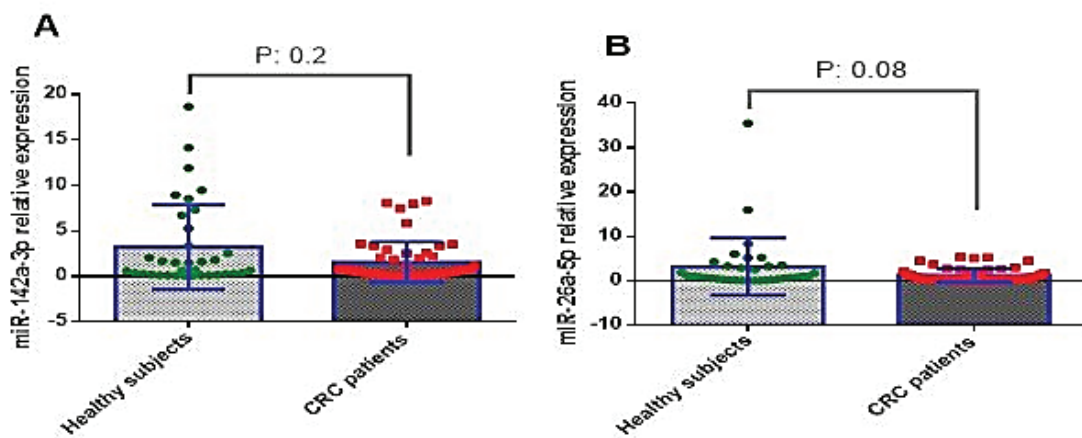 A
P: 0.2
miR-142a-3p relative expression
20
15
10
5
0
-5
Healthy subjects
CRC patients
B
P: 0.08
miR-26a-5p relative expression
40
30
20
10
0
-10
Healthy subjects
CRC patients